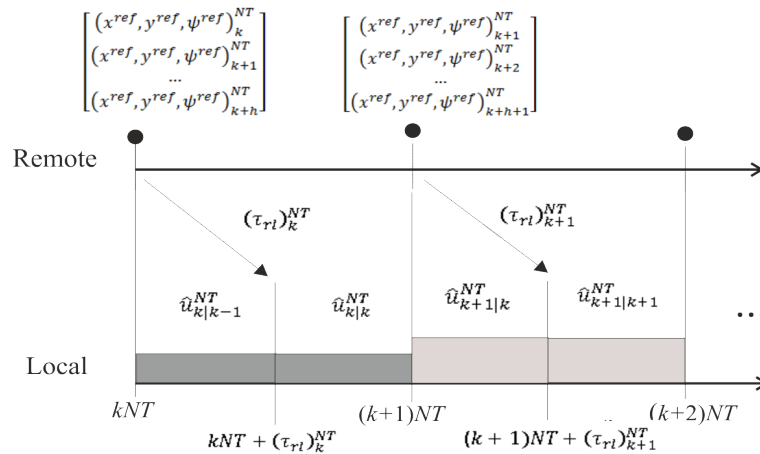 (x^{ref}, y^{ref}, ψ^{ref})_{k}^{NT}
(x^{ref}, y^{ref}, ψ^{ref})_{k+1}^{NT}
...
(x^{ref}, y^{ref}, ψ^{ref})_{k+h}^{NT}
(x^{ref}, y^{ref}, ψ^{ref})_{k+1}^{NT}
(x^{ref}, y^{ref}, ψ^{ref})_{k+2}^{NT}
...
(x^{ref}, y^{ref}, ψ^{ref})_{k+h+1}^{NT}
Remote
(τ_{rl})_{k}^{NT} (τ_{rl})_{k+1}^{NT}
û_{k|k-1}^{NT} û_{k|k}^{NT} û_{k+1|k}^{NT} û_{k+1|k+1}^{NT}
..
Local
kNT (k+1)NT (k+2)NT
kNT + (τ_{rl})_{k}^{NT} (k + 1)NT + (τ_{rl})_{k+1}^{NT}